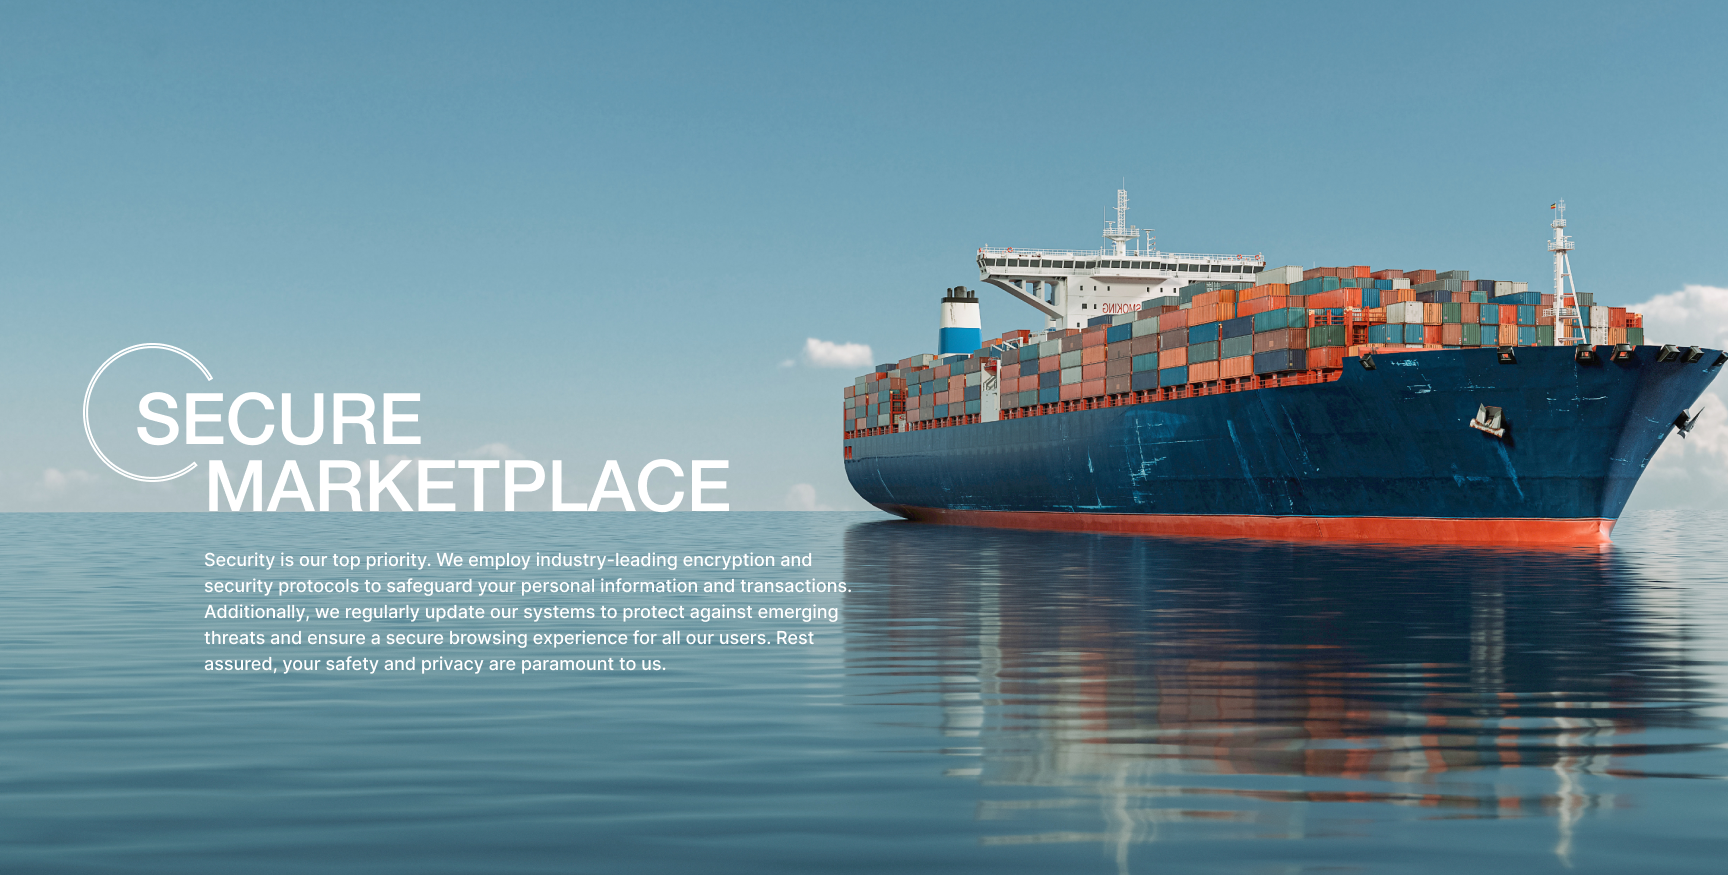 SECURE
MARKETPLACE
Security is our top priority. We employ industry-leading encryption and
security protocols to safeguard your personal information and transactions.
Additionally, we regularly update our systems to protect against emerging
threats and ensure a secure browsing experience for all our users. Rest
assured, your safety and privacy are paramount to us.
SMOKING